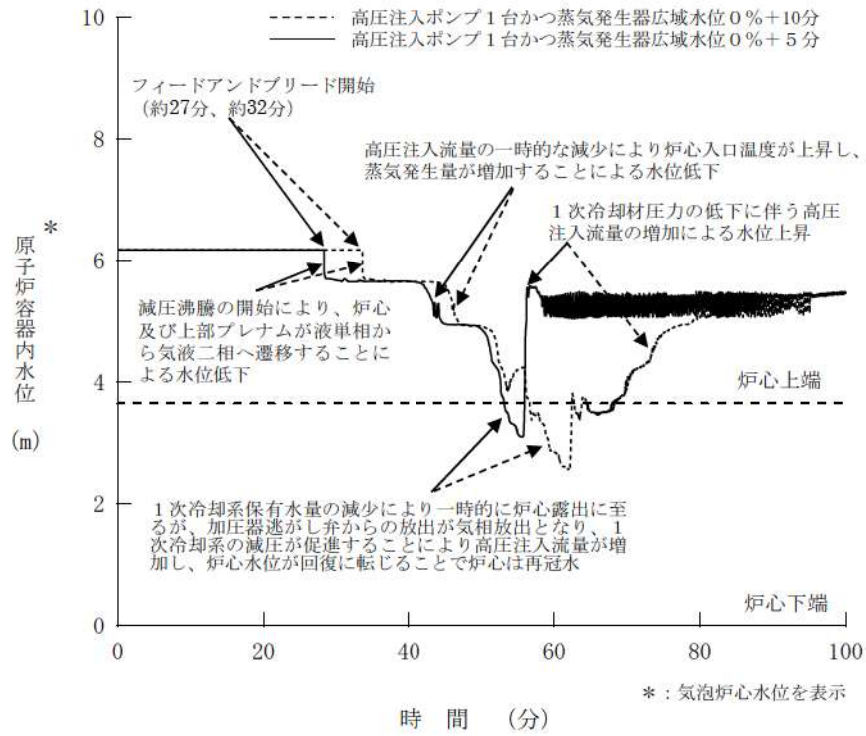 高圧注入ポンプ1台かつ蒸気発生器広域水位0%+10分
高圧注入ポンプ1台かつ蒸気発生器広域水位0%+5分
フィードアンドブリード開始
(約27分、約32分)
高圧注入流量の一時的な減少により炉心入口温度が上昇し、
蒸気発生量が増加することによる水位低下
1次冷却材圧力の低下に伴う高圧
注入流量の増加による水位上昇
減圧沸騰の開始により、炉心
及び上部プレナムが液単相か
ら気液二相へ遷移することに
よる水位低下
炉心上端
1次冷却系保有水量の減少により一時的に炉心露出に至
るが、加圧器逃がし弁からの放出が気相放出となり、1
次冷却系の減圧が促進することにより高圧注入流量が増
加し、炉心水位が回復に転じることで炉心は再冠水
炉心下端
原子炉容器内水位*
(m)
10
8
6
4
2
0
0 20 40 60 80 100
*:気泡炉心水位を表示
時間 (分)